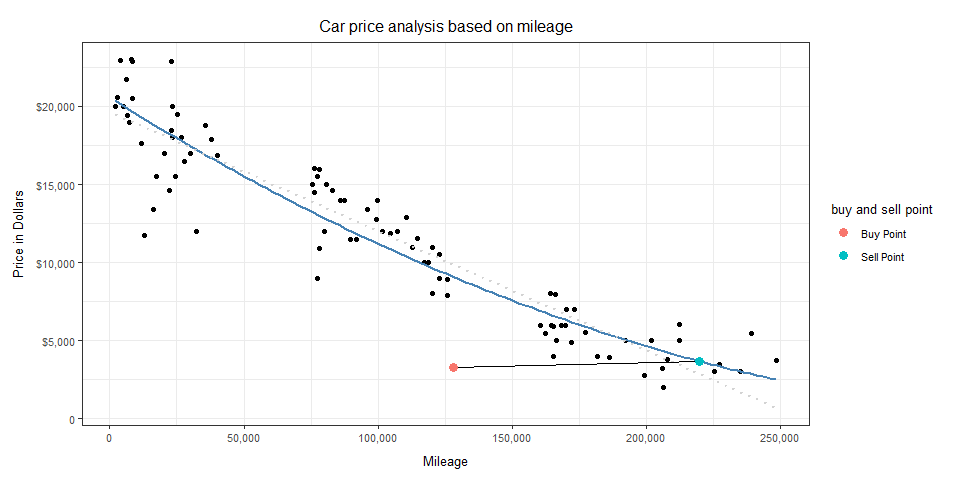 Car price analysis based on mileage
Price in Dollars
$20,000
$15,000
$10,000
$5,000
0
0
50,000
100,000
150,000
200,000
250,000
Mileage
buy and sell point
Buy Point
Sell Point